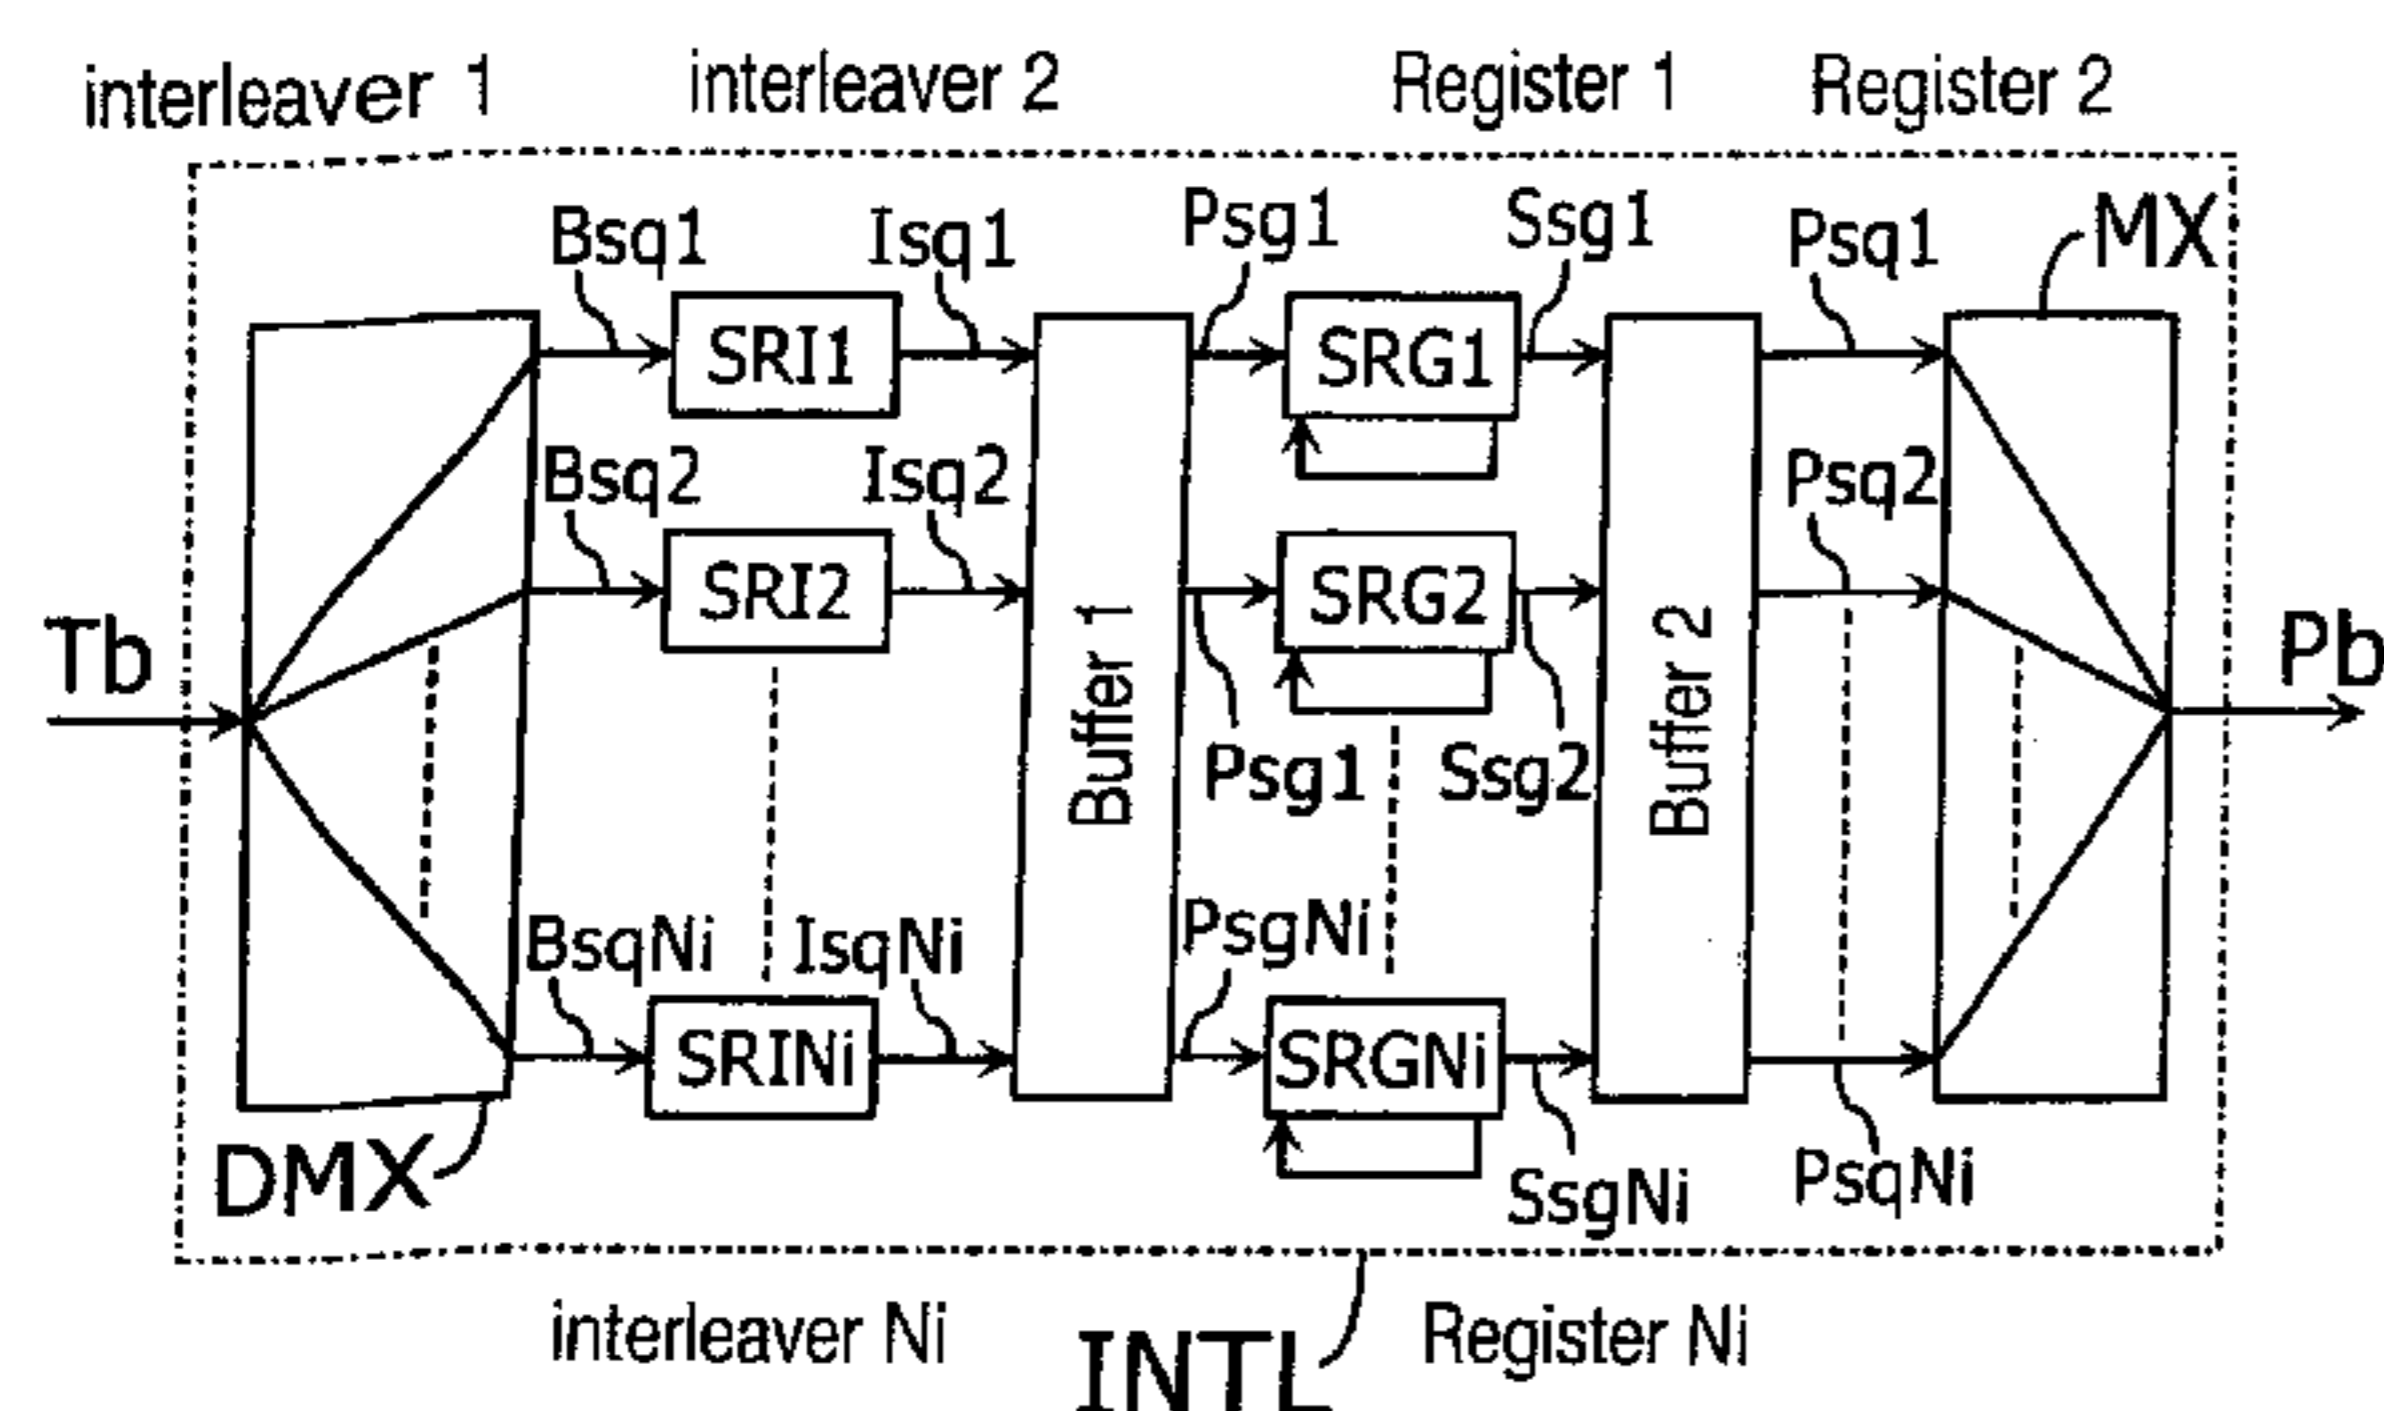 interleaver 1
interleaver 2
Register 1
Register 2
Bsq1
Isq1
Psg1
Ssg1
Psq1
MX
SRI1
SRG1
Bsq2
Isq2
Psq2
SRI2
SRG2
Tb
Buffer 1
Buffer 2
Pb
Psg1
Ssg2
BsqNi
IsqNi
PsgNi
SRINi
SRGNi
DMX
SsgNi
PsqNi
interleaver Ni
INTL
Register Ni